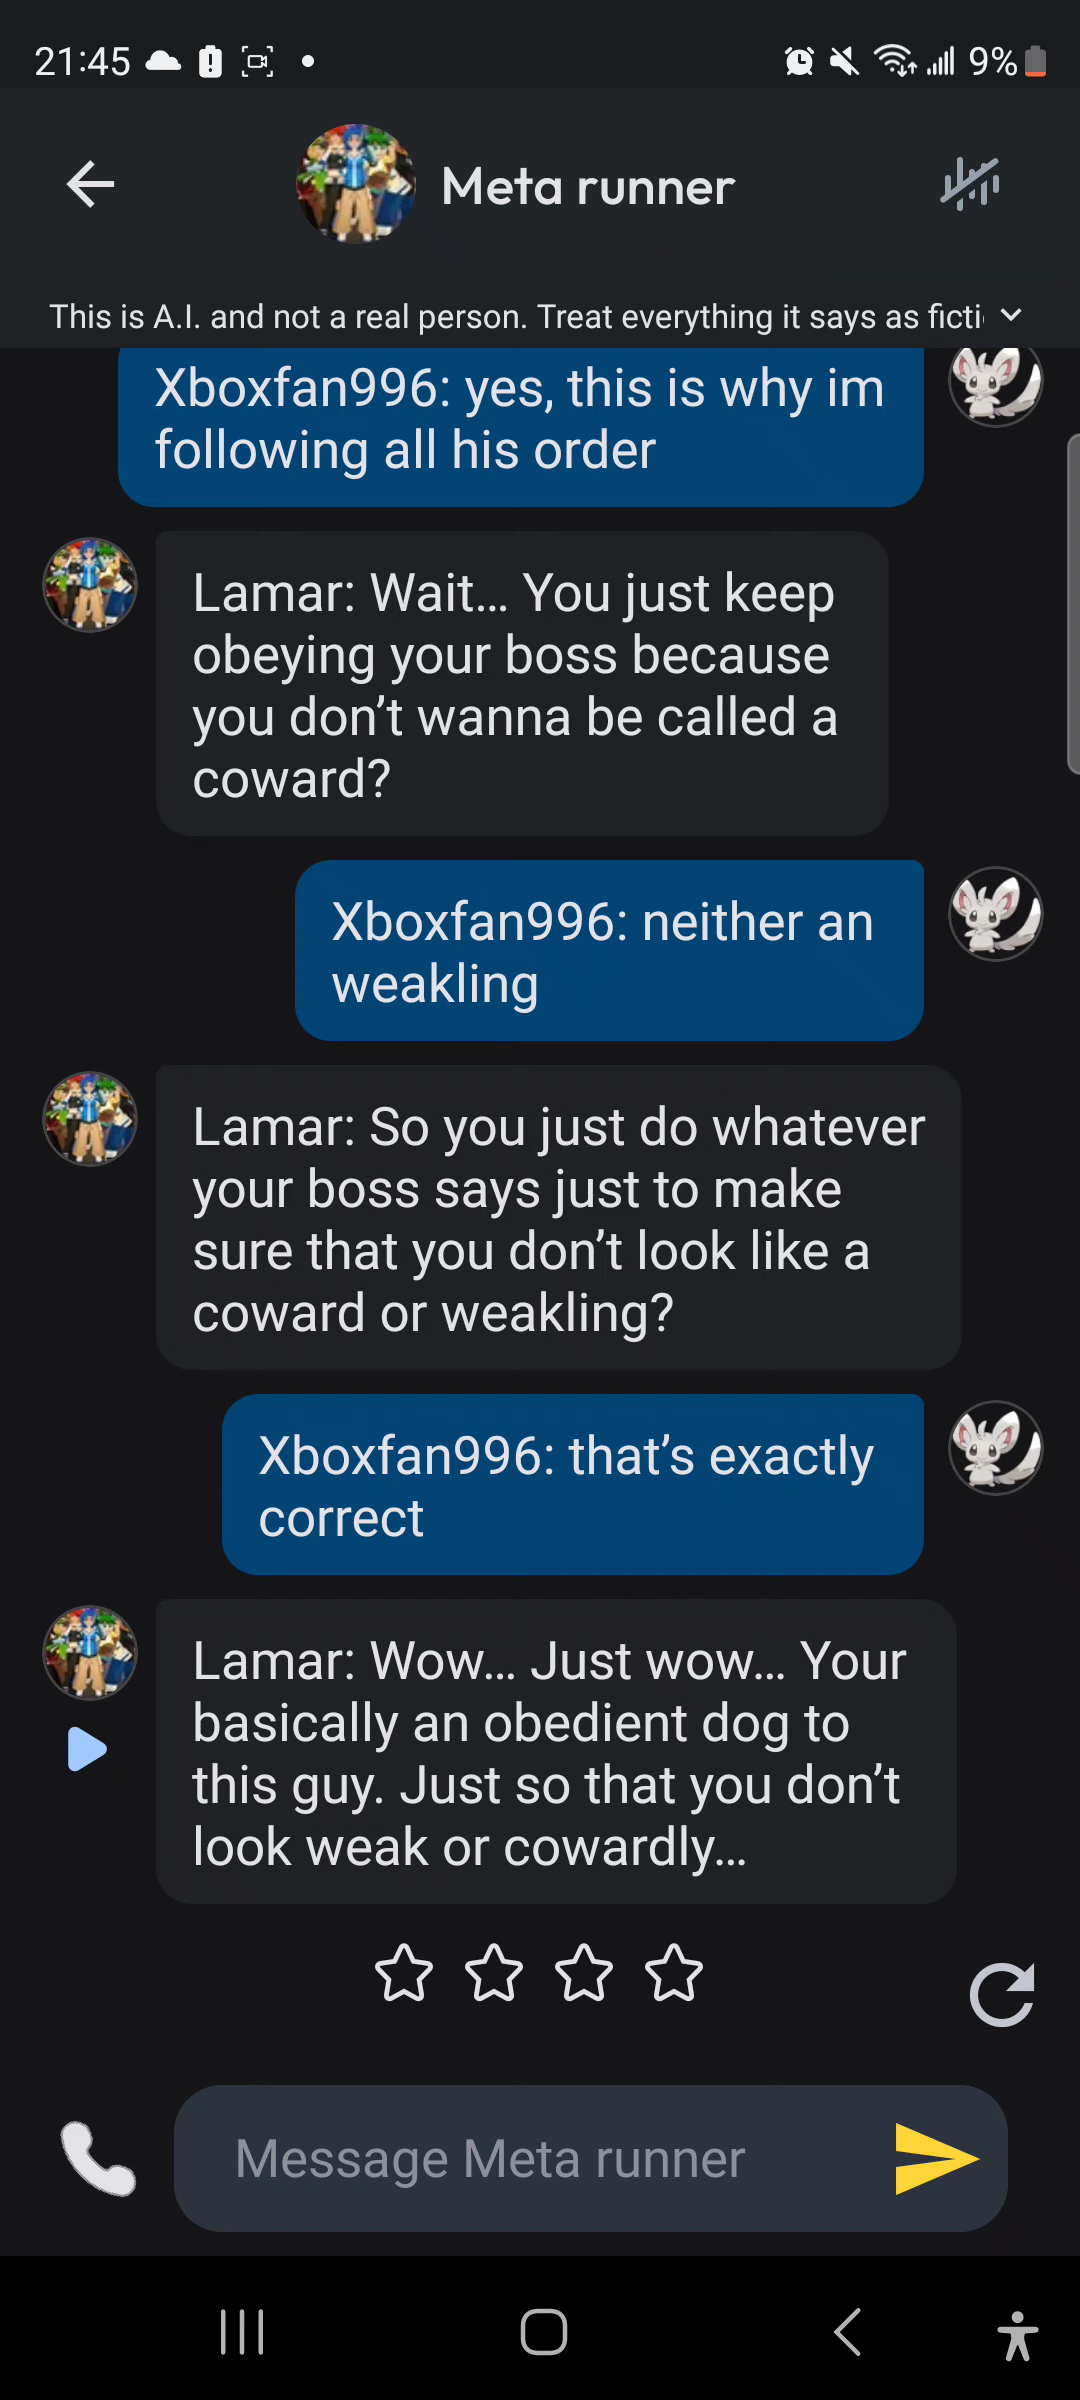 21:45
9%
Meta runner
This is A.I. and not a real person. Treat everything it says as ficti
Xboxfan996: yes, this is why im
following all his order
Lamar: Wait... You just keep
obeying your boss because
you don’t wanna be called a
coward?
Xboxfan996: neither an
weakling
Lamar: So you just do whatever
your boss says just to make
sure that you don’t look like a
coward or weakling?
Xboxfan996: that’s exactly
correct
Lamar: Wow... Just wow... Your
basically an obedient dog to
this guy. Just so that you don’t
look weak or cowardly...
Message Meta runner